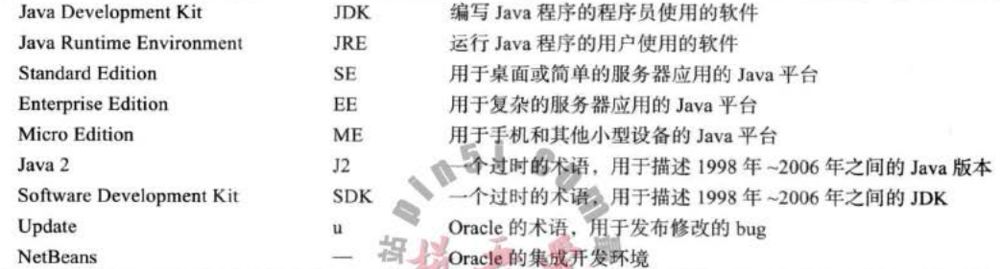 Java Development Kit JDK 编写 Java 程序的程序员使用的软件
Java Runtime Environment JRE 运行 Java 程序的用户使用的软件
Standard Edition SE 用于桌面或简单的服务器应用的 Java 平台
Enterprise Edition EE 用于复杂的服务器应用的 Java 平台
Micro Edition ME 用于手机和其他小型设备的 Java 平台
Java 2 J2 一个过时的术语，用于描述 1998 年 ~2006 年之间的 Java 版本
Software Development Kit SDK 一个过时的术语，用于描述 1998 年 ~2006 年之间的 JDK
Update u Oracle 的术语，用于发布修改的 bug
NetBeans — Oracle 的集成开发环境